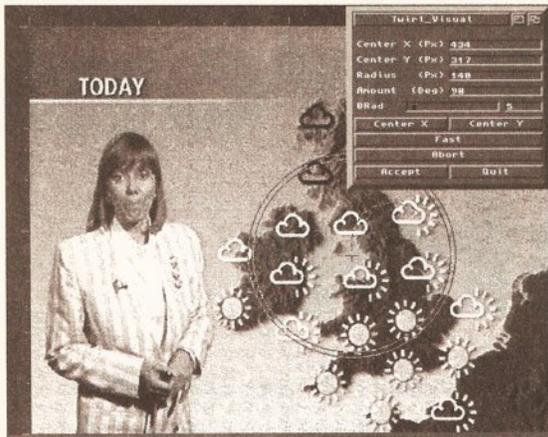 Twirl_Visual
Center X (Px) 434
Center Y (Px) 317
Radius (Px) 140
Amount (Deg) 90
BRad 5
Center X Center Y
Fast
Abort
Accept Quit
TODAY